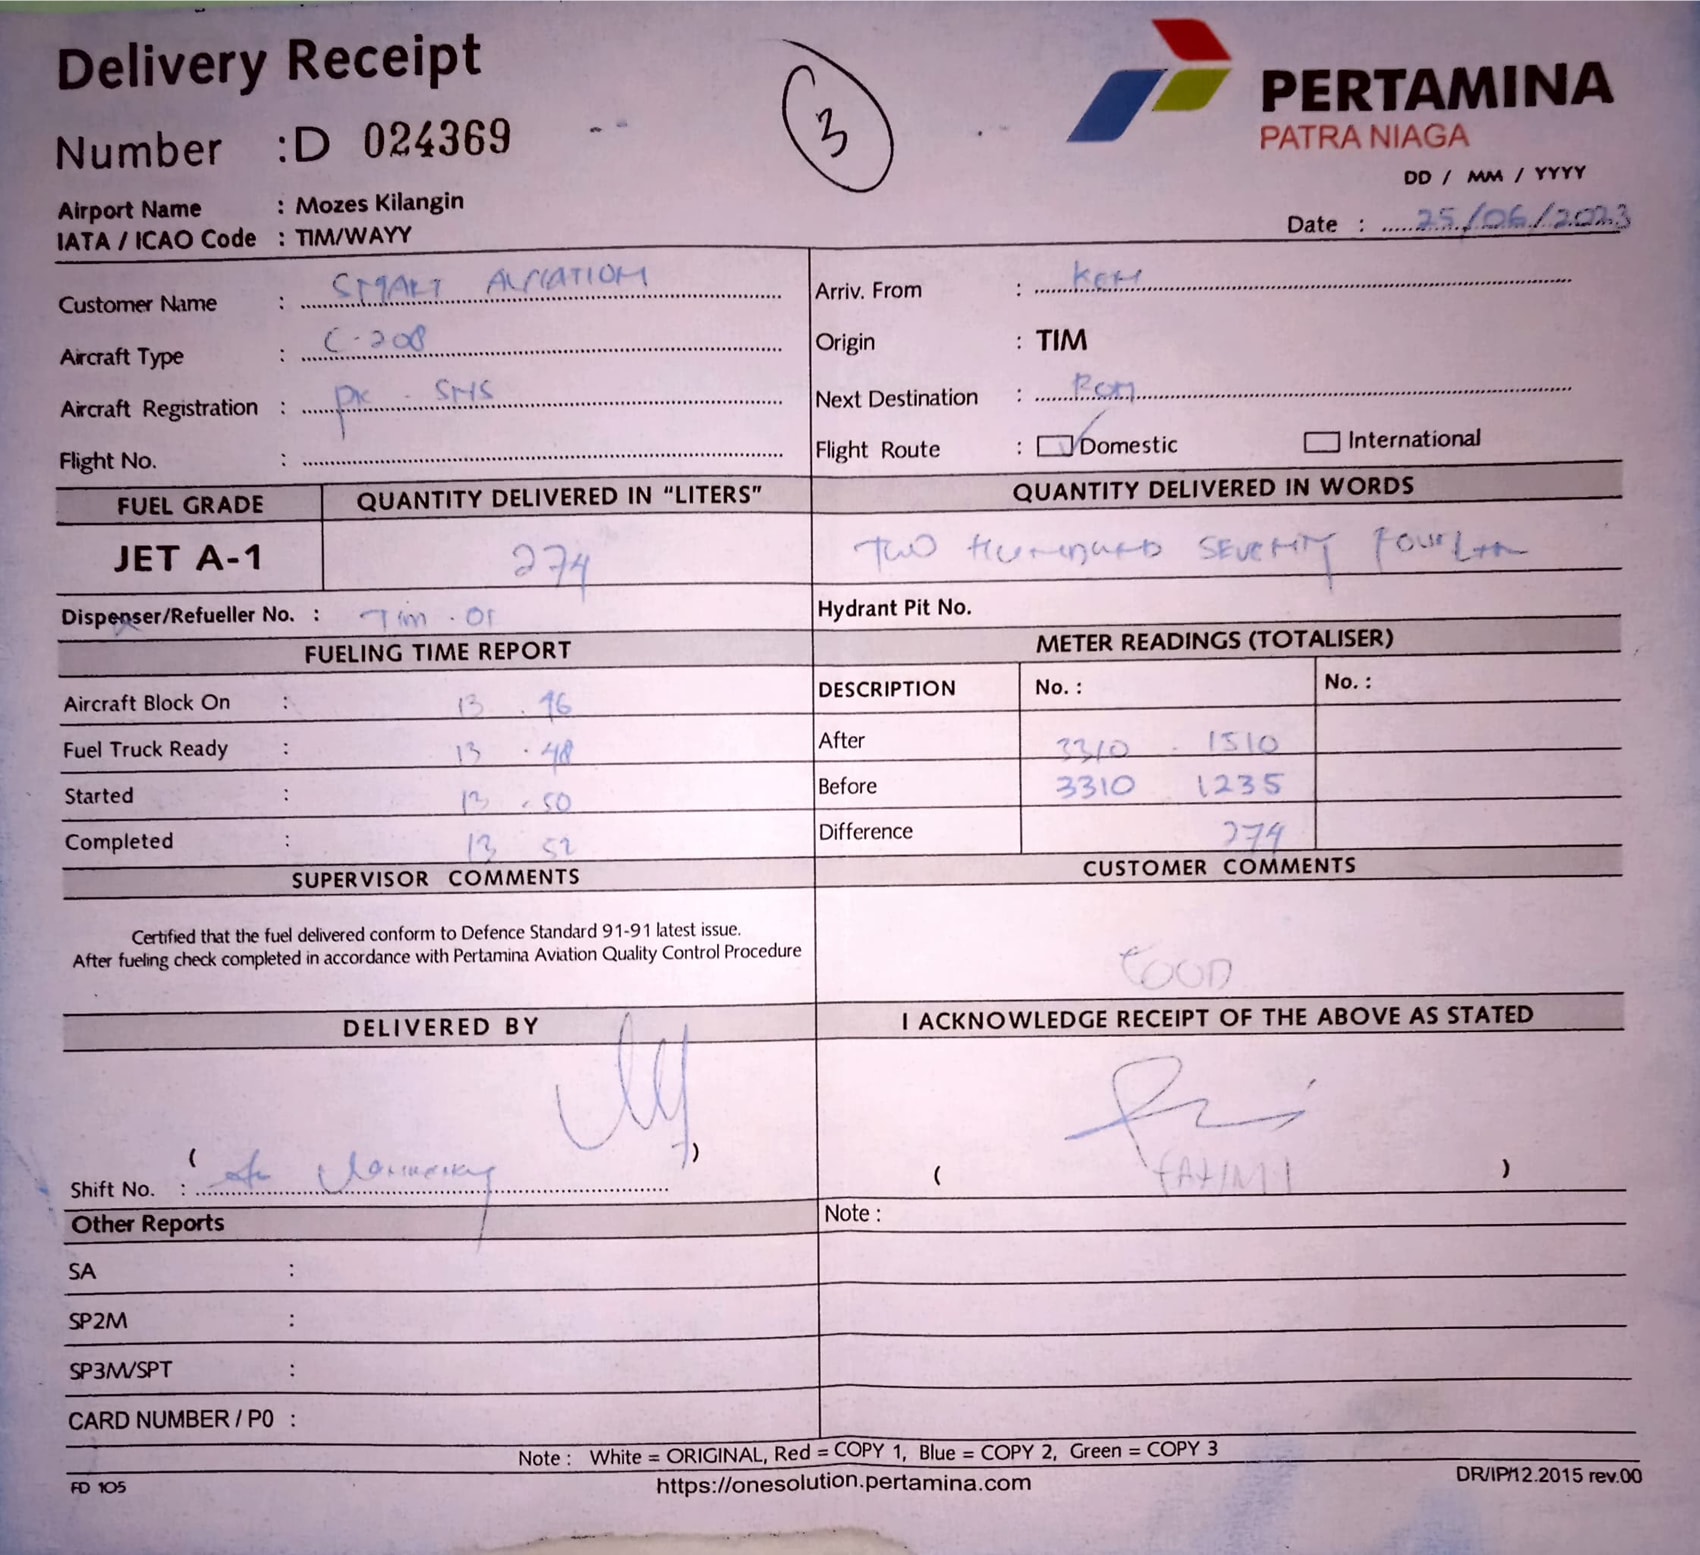 Delivery Receipt
3
PERTAMINA
PATRA NIAGA
Number : D 024369
DD / MM / YYYY
Airport Name : Mozes Kilangin
IATA / ICAO Code : TIM/WAYY
Date : 25/06/2023
Customer Name : SMART AVIATION
Arriv. From :
Aircraft Type : C-208
Origin : TIM
Aircraft Registration : PK - SNS
Next Destination :
Flight No. :
Flight Route : Domestic International
FUEL GRADE QUANTITY DELIVERED IN "LITERS" QUANTITY DELIVERED IN WORDS
JET A-1 274 TWO HUNDRED SEVENTY FOUR Ltr
Dispenser/Refueller No. : Tim - 01
Hydrant Pit No.
FUELING TIME REPORT METER READINGS (TOTALISER)
Aircraft Block On : 13 . 46
DESCRIPTION No. : No. :
Fuel Truck Ready : 13 . 48
After 3310 1510
Started : 13 . 50
Before 3310 1235
Completed : 13 52
Difference 274
SUPERVISOR COMMENTS CUSTOMER COMMENTS
Certified that the fuel delivered conform to Defence Standard 91-91 latest issue.
After fueling check completed in accordance with Pertamina Aviation Quality Control Procedure
GOOD
DELIVERED BY I ACKNOWLEDGE RECEIPT OF THE ABOVE AS STATED
( )
Shift No. :
( )
Other Reports Note :
SA :
SP2M :
SP3M/SPT :
CARD NUMBER / PO :
Note : White = ORIGINAL, Red = COPY 1, Blue = COPY 2, Green = COPY 3
FD 105 https://onesolution.pertamina.com DR/IP/12.2015 rev.00